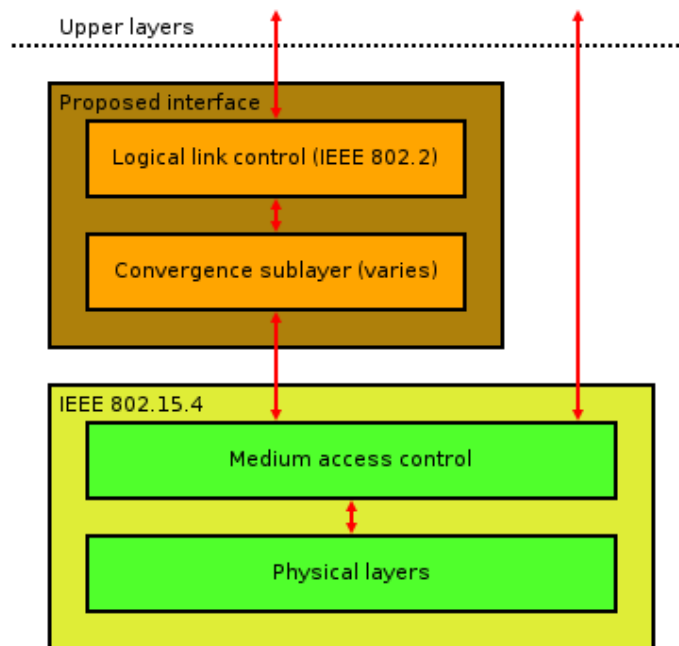 Upper layers
Proposed interface
Logical link control (IEEE 802.2)
Convergence sublayer (varies)
IEEE 802.15.4
Medium access control
Physical layers